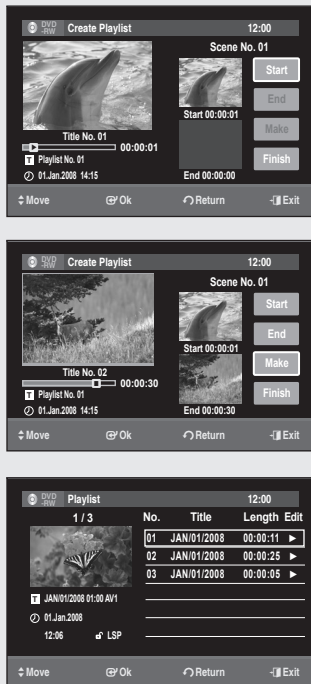 DVD -RW Create Playlist 12:00
Scene No. 01
Start
End
Start 00:00:01
Make
Title No. 01
00:00:01
Finish
T Playlist No. 01
01.Jan.2008 14:15 End 00:00:00
Move Ok Return Exit
DVD -RW Create Playlist 12:00
Scene No. 01
Start
End
Start 00:00:01
Make
Title No. 02
00:00:30
Finish
T Playlist No. 01
01.Jan.2008 14:15 End 00:00:30
Move Ok Return Exit
DVD -RW Playlist 12:00
1 / 3 No. Title Length Edit
01 JAN/01/2008 00:00:11 ►
02 JAN/01/2008 00:00:25 ►
03 JAN/01/2008 00:00:05 ►
T JAN/01/2008 01:00 AV1
01.Jan.2008
12:06 LSP
Move Ok Return Exit